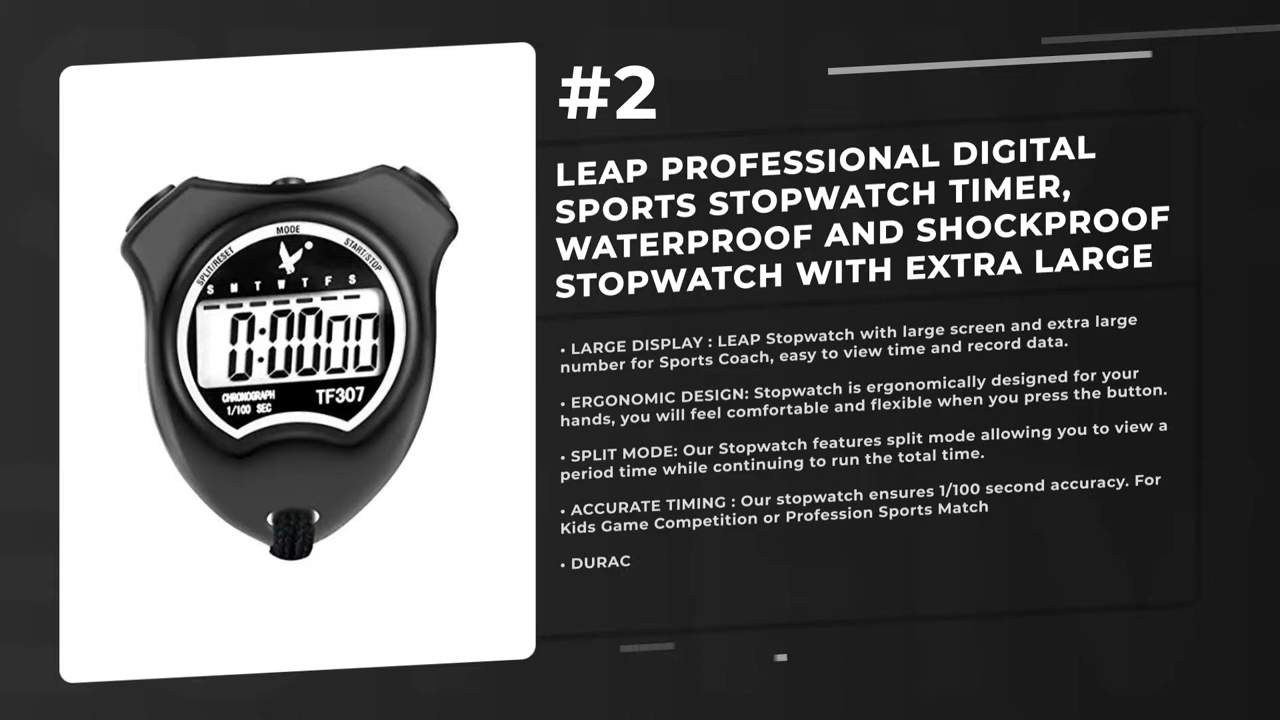 #2
LEAP PROFESSIONAL DIGITAL
SPORTS STOPWATCH TIMER,
WATERPROOF AND SHOCKPROOF
STOPWATCH WITH EXTRA LARGE
• LARGE DISPLAY : LEAP Stopwatch with large screen and extra large
number for Sports Coach, easy to view time and record data.
• ERGONOMIC DESIGN: Stopwatch is ergonomically designed for your
hands, you will feel comfortable and flexible when you press the button.
• SPLIT MODE: Our Stopwatch features split mode allowing you to view a
period time while continuing to run the total time.
• ACCURATE TIMING : Our stopwatch ensures 1/100 second accuracy. For
Kids Game Competition or Profession Sports Match
• DURAC
SPLIT/RESET
MODE
START/STOP
S M T W T F S
0:0000
CHRONOGRAPH
1/100 SEC
TF307